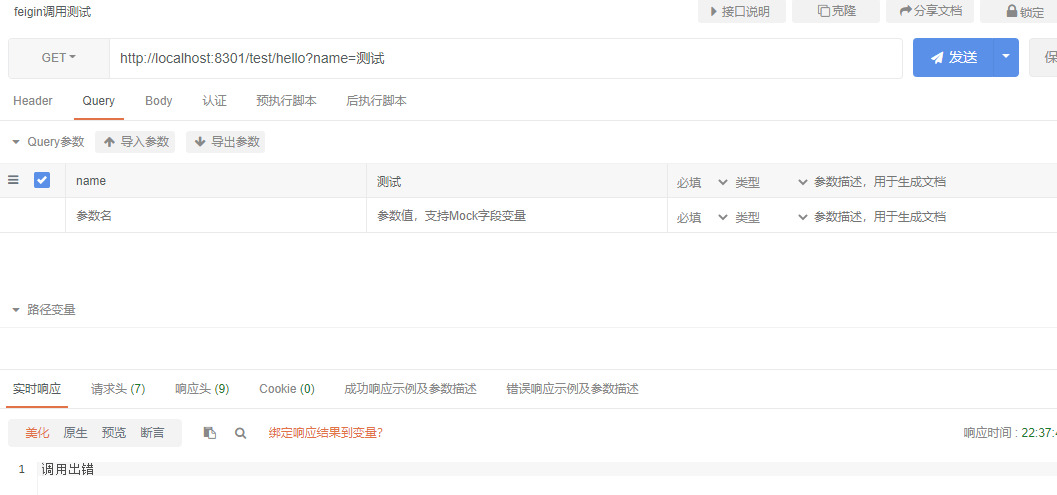 feigin调用测试 接口说明 克隆 分享文档 锁定
GET http://localhost:8301/test/hello?name=测试 发送
Header Query Body 认证 预执行脚本 后执行脚本
Query参数 导入参数 导出参数
name 测试 必填 类型 参数描述，用于生成文档
参数名 参数值，支持Mock字段变量 必填 类型 参数描述，用于生成文档
路径变量
实时响应 请求头 (7) 响应头 (9) Cookie (0) 成功响应示例及参数描述 错误响应示例及参数描述
美化 原生 预览 断言 绑定响应结果到变量? 响应时间 : 22:37:
1 调用出错